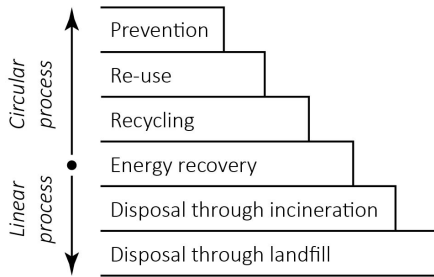 Prevention
Re-use
Recycling
Energy recovery
Disposal through incineration
Disposal through landfill
Circular
process
Linear
process